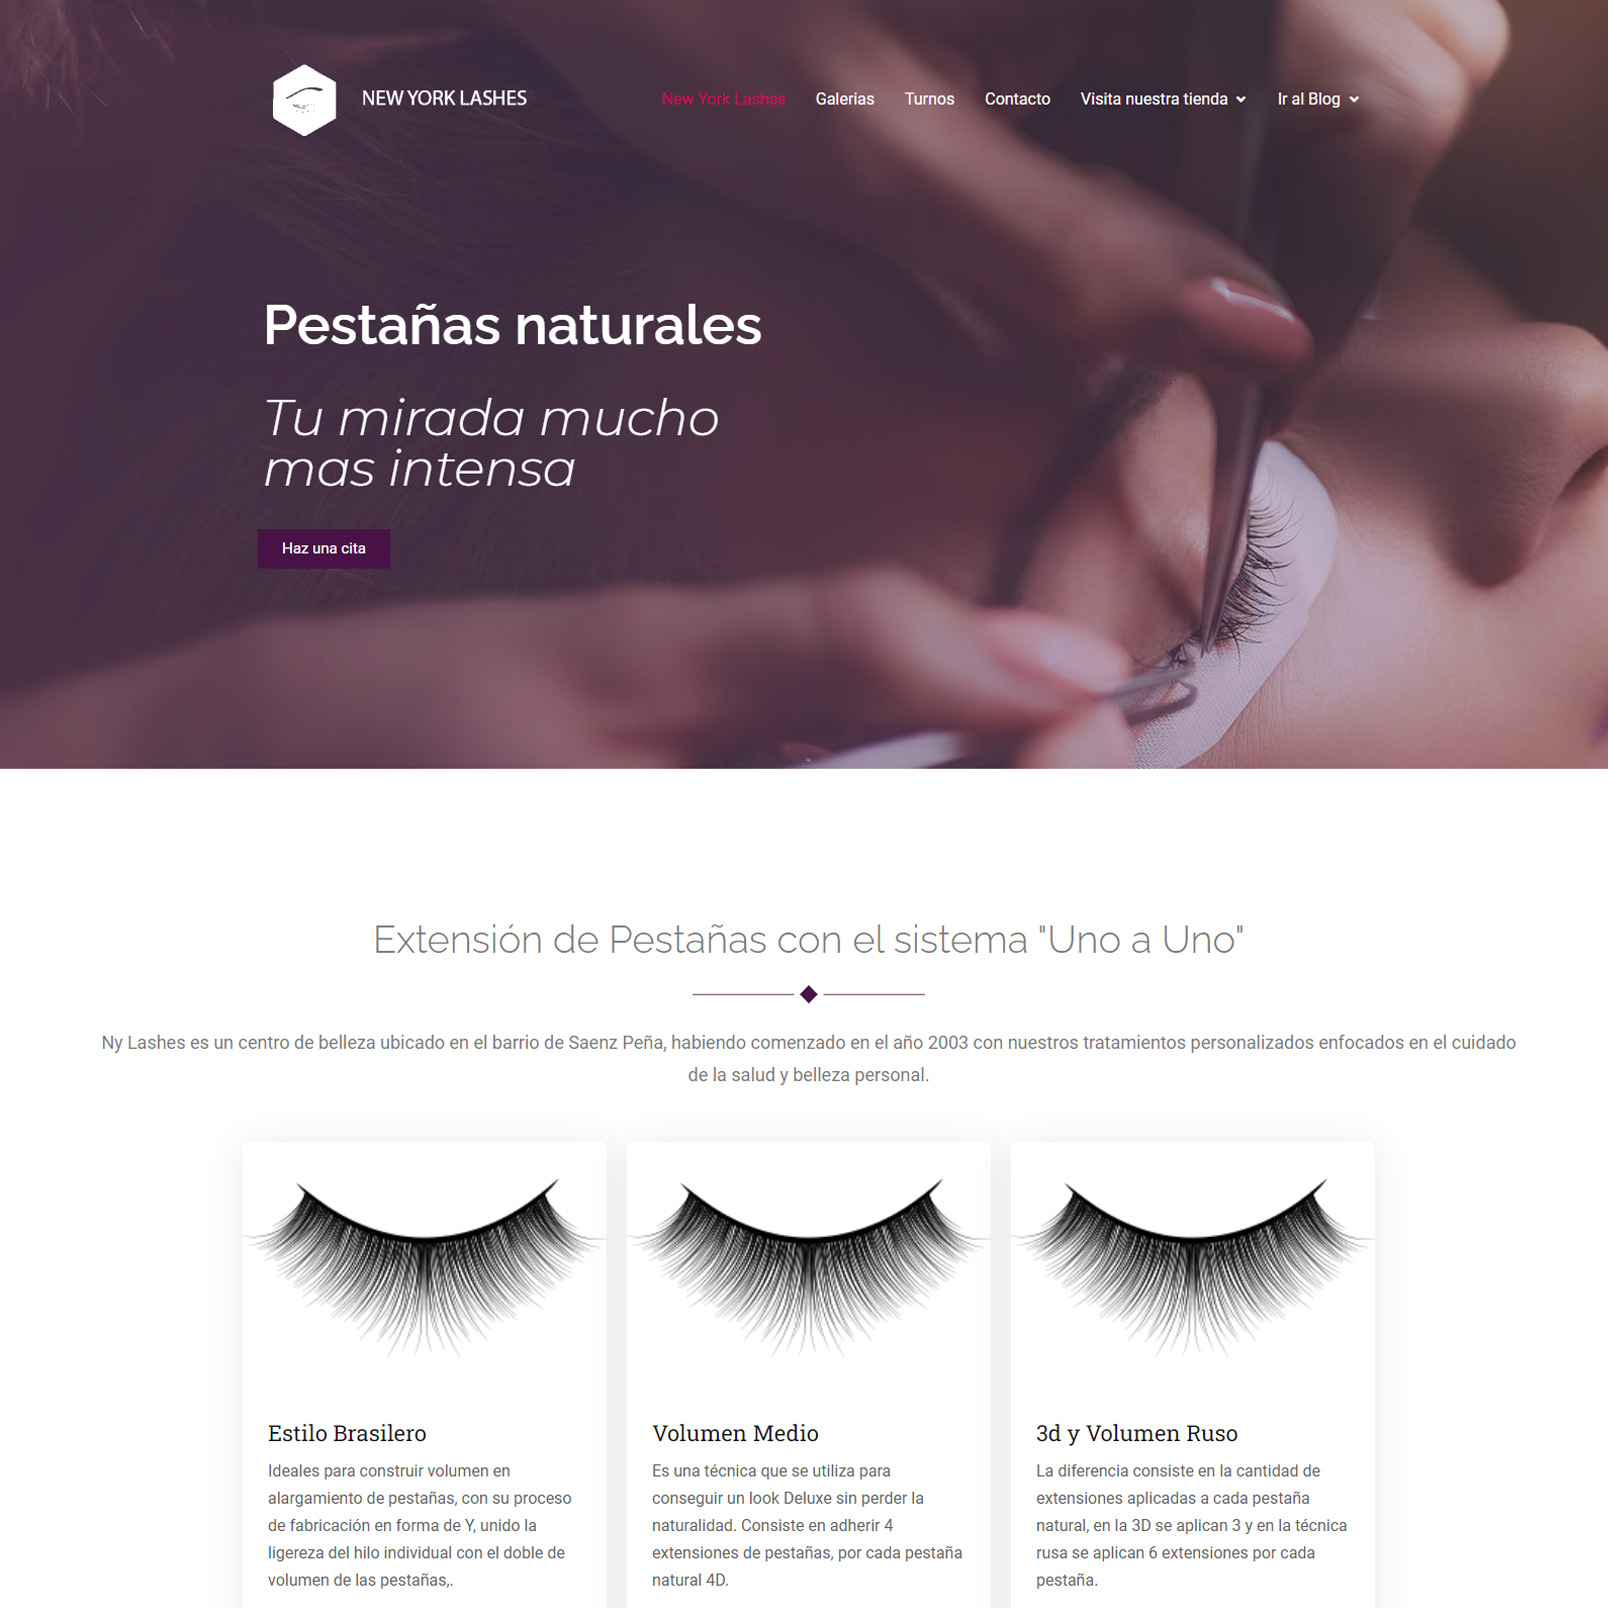 NEW YORK LASHES
New York Lashes Galerias Turnos Contacto Visita nuestra tienda Ir al Blog
Pestañas naturales
Tu mirada mucho
mas intensa
Haz una cita
Extensión de Pestañas con el sistema "Uno a Uno"
Ny Lashes es un centro de belleza ubicado en el barrio de Saenz Peña, habiendo comenzado en el año 2003 con nuestros tratamientos personalizados enfocados en el cuidado
de la salud y belleza personal.
Estilo Brasilero
Ideales para construir volumen en
alargamiento de pestañas, con su proceso
de fabricación en forma de Y, unido la
ligereza del hilo individual con el doble de
volumen de las pestañas,.
Volumen Medio
Es una técnica que se utiliza para
conseguir un look Deluxe sin perder la
naturalidad. Consiste en adherir 4
extensiones de pestañas, por cada pestaña
natural 4D.
3d y Volumen Ruso
La diferencia consiste en la cantidad de
extensiones aplicadas a cada pestaña
natural, en la 3D se aplican 3 y en la técnica
rusa se aplican 6 extensiones por cada
pestaña.